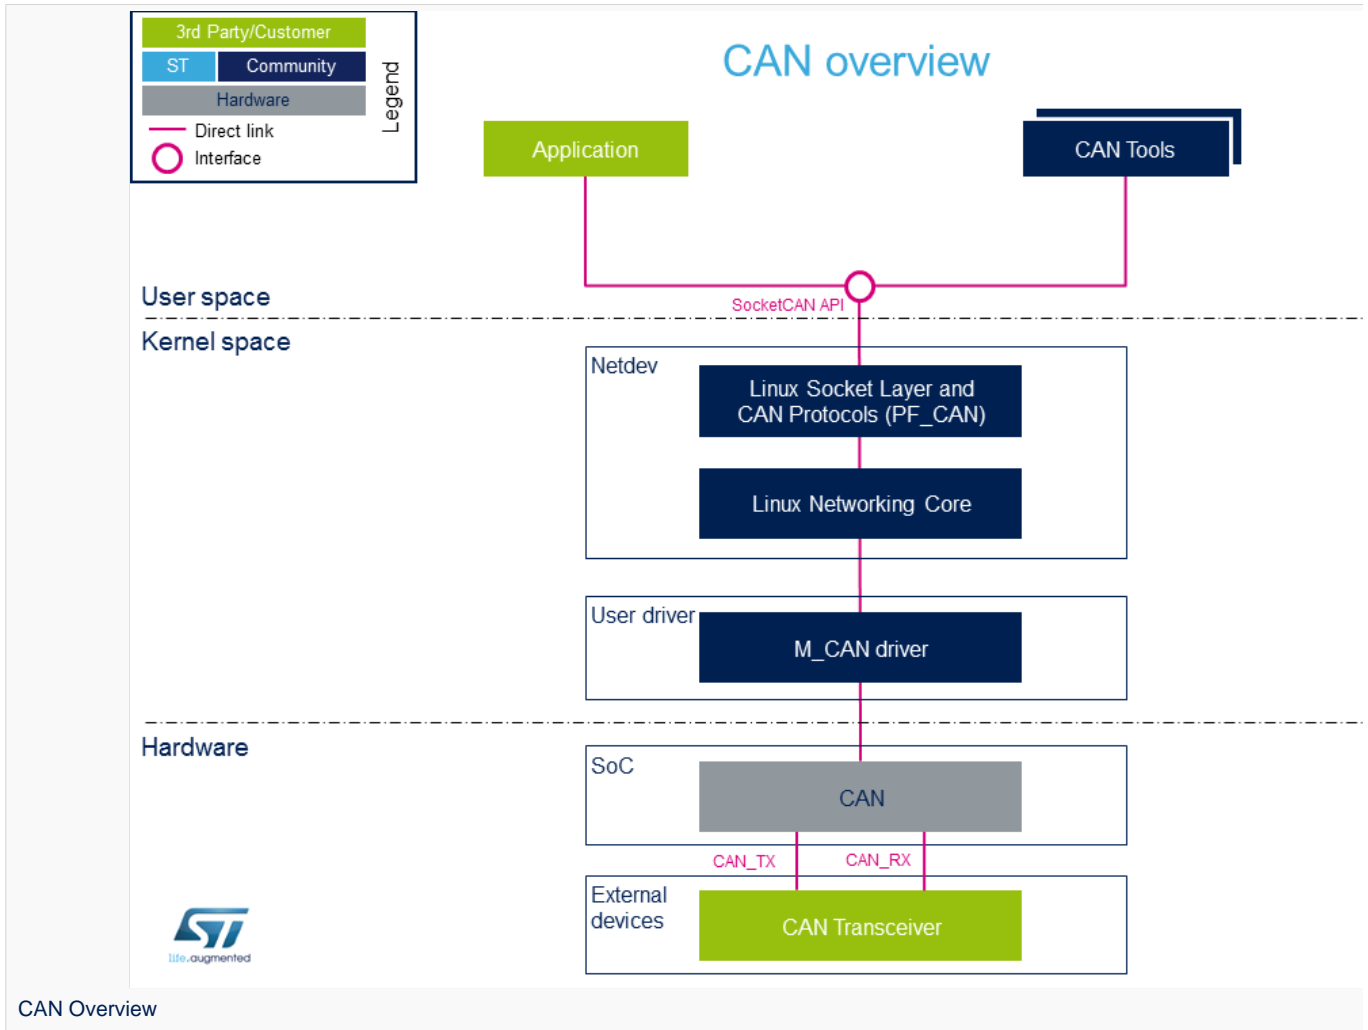 3rd Party/Customer
ST
Community
Hardware
Direct link
Interface
Legend
CAN overview
Application
CAN Tools
User space
SocketCAN API
Kernel space
Netdev
Linux Socket Layer and
CAN Protocols (PF_CAN)
Linux Networking Core
User driver
M_CAN driver
Hardware
SoC
CAN
CAN_TX
CAN_RX
External
devices
CAN Transceiver
ST
life.augmented
CAN Overview